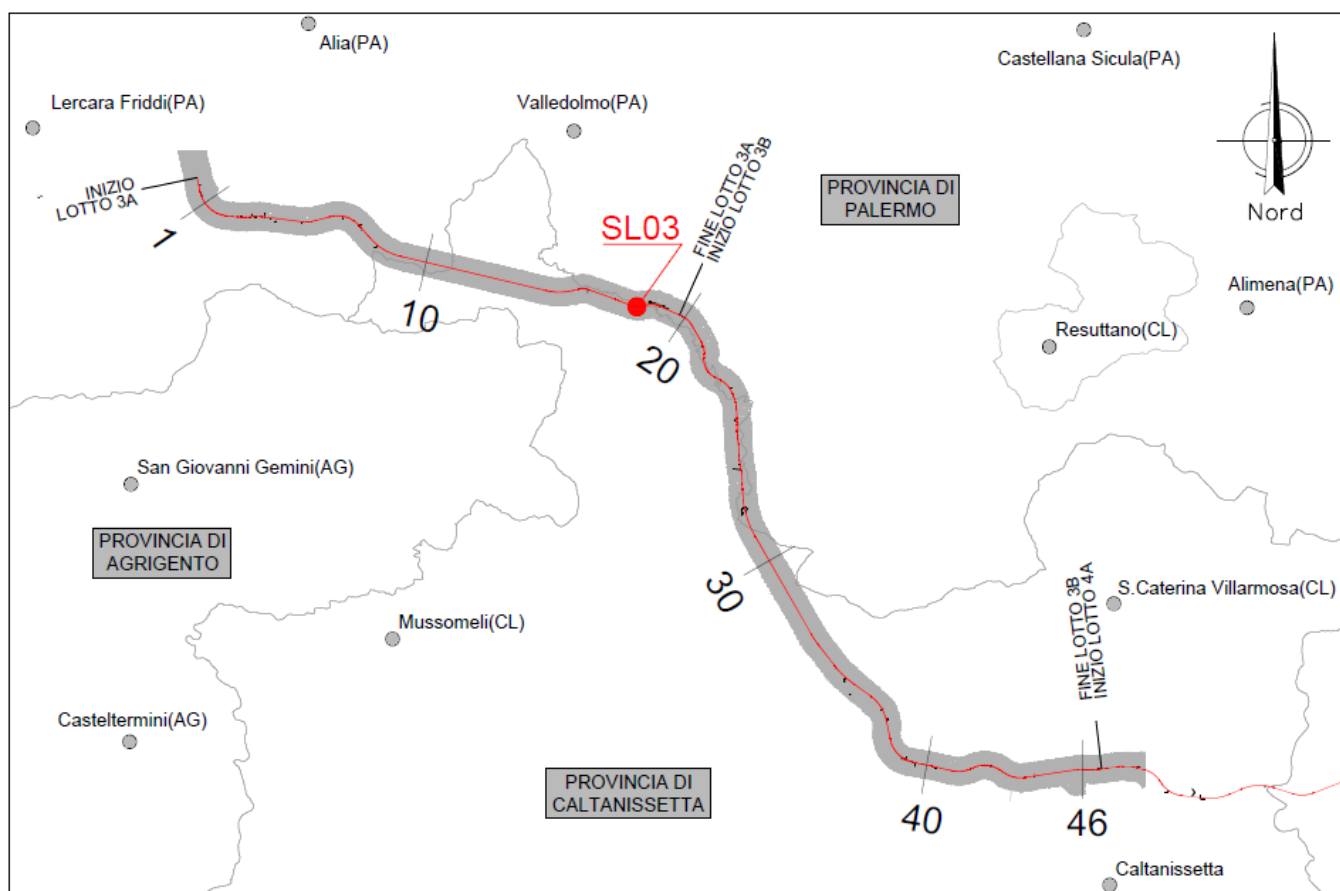 Alia(PA)
Castellana Sicula(PA)
Lercara Friddi(PA)
Valledolmo(PA)
INIZIO
LOTTO 3A
1
PROVINCIA DI
PALERMO
Nord
SL03
FINE LOTTO 3A
INIZIO LOTTO 3B
10
20
Alimena(PA)
Resuttano(CL)
San Giovanni Gemini(AG)
PROVINCIA DI
AGRIGENTO
30
FINE LOTTO 3B
INIZIO LOTTO 4A
S.Caterina Villarmosa(CL)
Mussomeli(CL)
Casteltermini(AG)
PROVINCIA DI
CALTANISSETTA
40
46
Caltanissetta